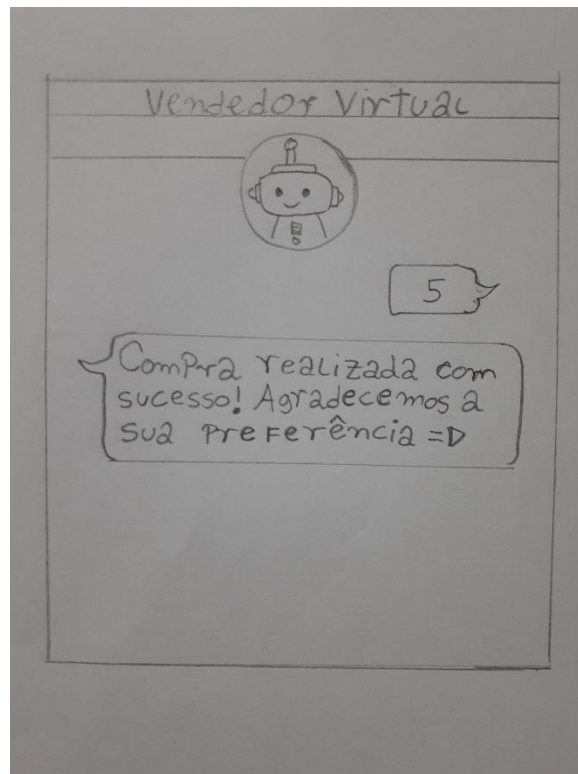 Vendedor Virtual
5
Compra realizada com
sucesso! Agradecemos a
sua preferência =D